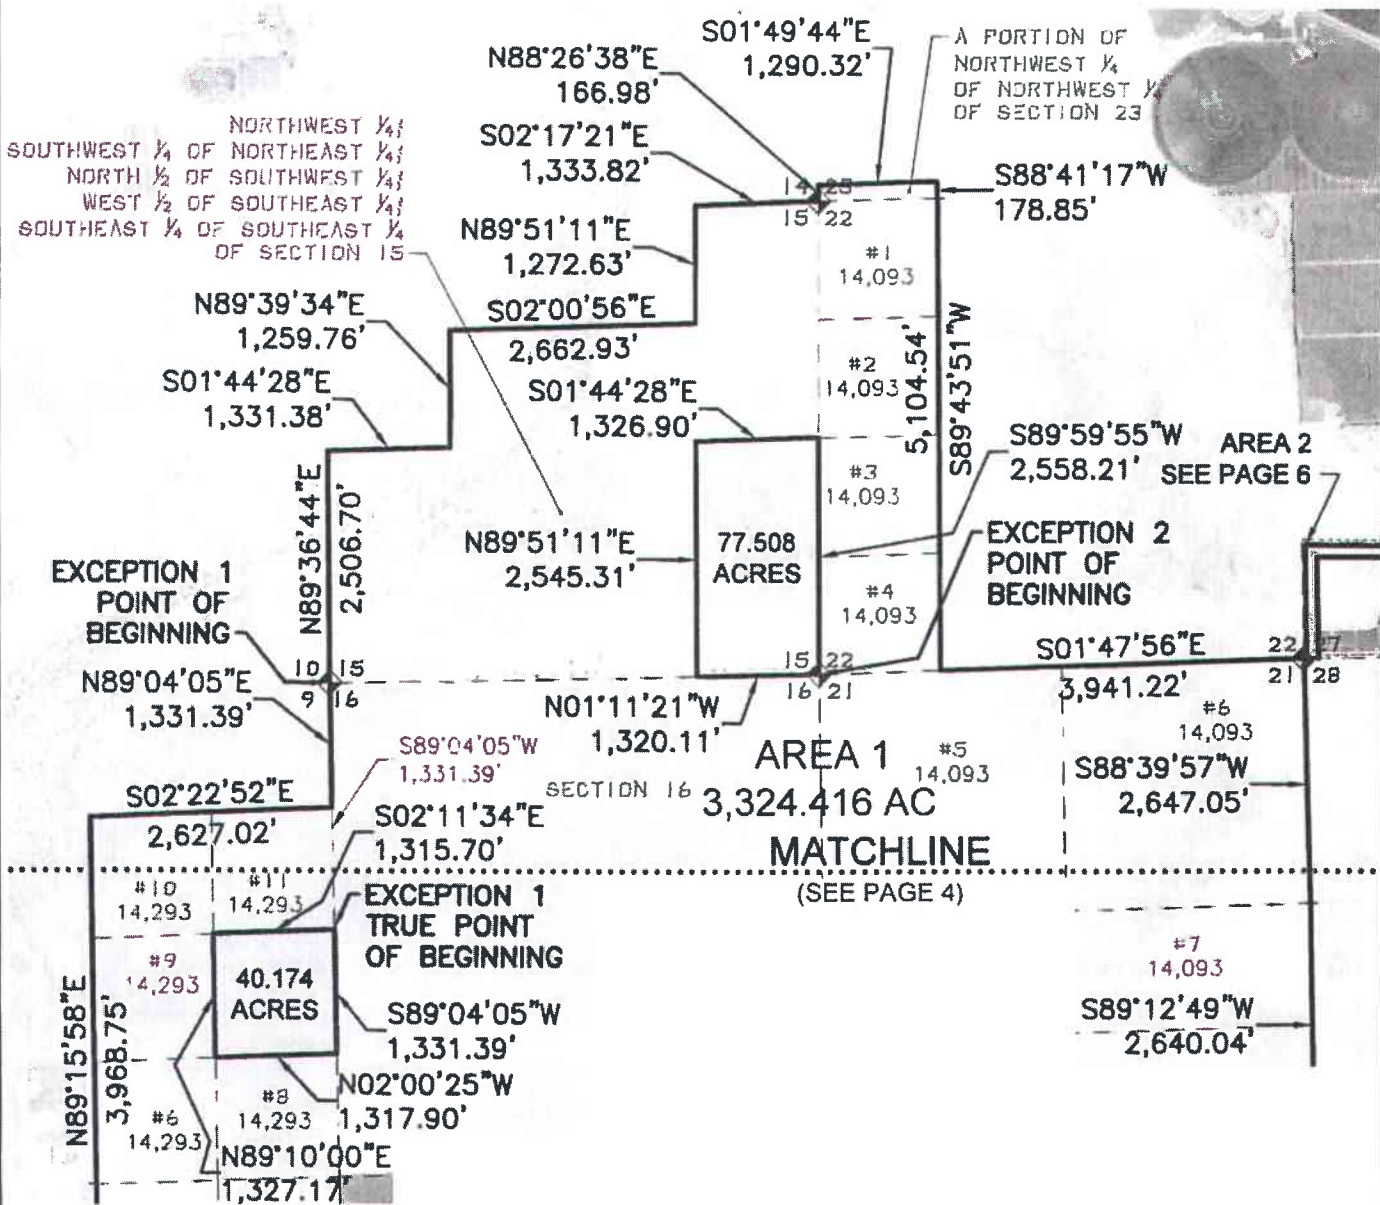 S01°49'44"E
1,290.32'
A PORTION OF
NORTHWEST ¼
OF NORTHWEST ¼
OF SECTION 23
N88°26'38"E
166.98'
S02°17'21"E
1,333.82'
NORTHWEST ¼;
SOUTHWEST ¼ OF NORTHEAST ¼;
NORTH ½ OF SOUTHWEST ¼;
WEST ½ OF SOUTHEAST ¼;
SOUTHEAST ¼ OF SOUTHEAST ¼
OF SECTION 15
14 23
15 22
S88°41'17"W
178.85'
N89°51'11"E
1,272.63'
#1
14,093
N89°39'34"E
1,259.76'
S02°00'56"E
2,662.93'
#2
14,093
5,104.54'
S89°43'51"W
S01°44'28"E
1,331.38'
S01°44'28"E
1,326.90'
S89°59'55"W
2,558.21'
AREA 2
SEE PAGE 6
#3
14,093
N89°36'44"E
2,506.70'
N89°51'11"E
2,545.31'
77.508
ACRES
EXCEPTION 2
POINT OF
BEGINNING
EXCEPTION 1
POINT OF
BEGINNING
#4
14,093
S01°47'56"E
3,941.22'
22 27
21 28
10 15
9 16
15 22
16 21
N89°04'05"E
1,331.39'
N01°11'21"W
1,320.11'
#6
14,093
S89°04'05"W
1,331.39'
AREA 1
3,324.416 AC
#5
14,093
SECTION 16
S88°39'57"W
2,647.05'
S02°22'52"E
2,627.02'
S02°11'34"E
1,315.70'
MATCHLINE
(SEE PAGE 4)
#10
14,293
#11
14,293
EXCEPTION 1
TRUE POINT
OF BEGINNING
#9
14,293
40.174
ACRES
#7
14,093
N89°15'58"E
3,968.75'
S89°04'05"W
1,331.39'
S89°12'49"W
2,640.04'
N02°00'25"W
1,317.90'
#6
14,293
#8
14,293
N89°10'00"E
1,327.17'